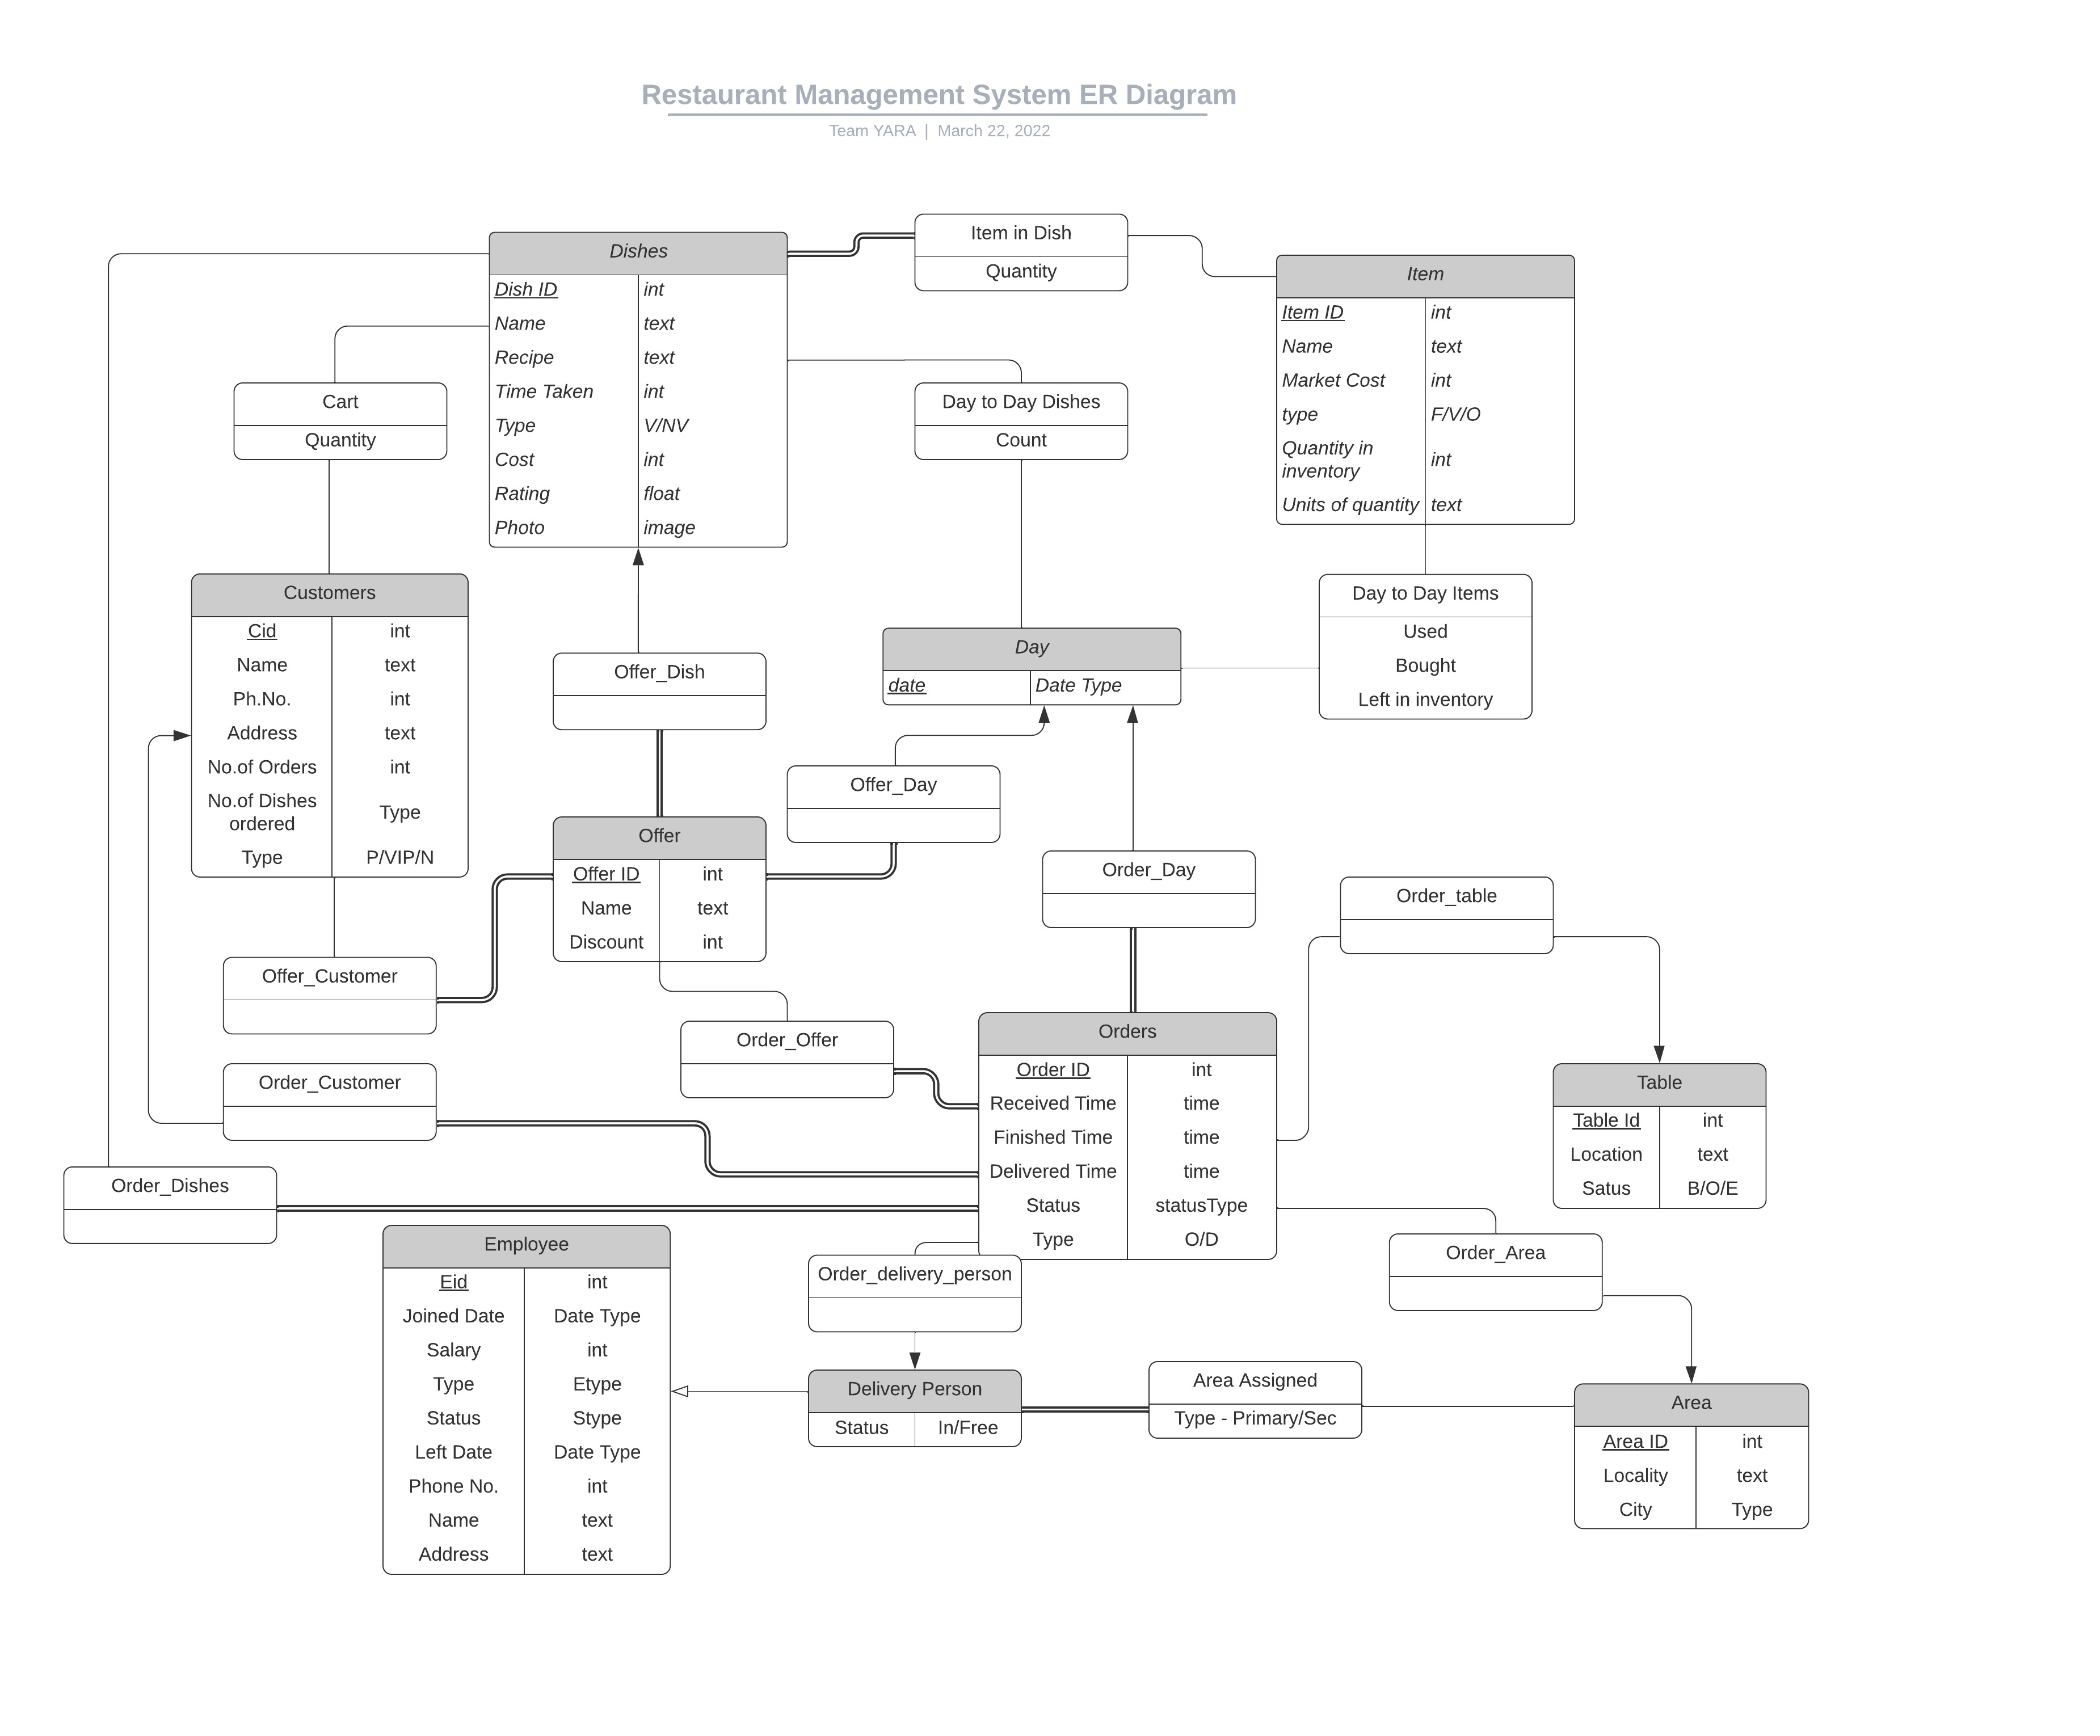 Restaurant Management System ER Diagram
Team YARA | March 22, 2022
Item in Dish
Quantity
Dishes
Dish ID int
Name text
Recipe text
Time Taken int
Type V/NV
Cost int
Rating float
Photo image
Item
Item ID int
Name text
Market Cost int
type F/V/O
Quantity in
inventory int
Units of quantity text
Cart
Quantity
Day to Day Dishes
Count
Customers
Cid int
Name text
Ph.No. int
Address text
No.of Orders int
No.of Dishes
ordered Type
Type P/VIP/N
Day to Day Items
Used
Bought
Left in inventory
Offer_Dish
Day
date Date Type
Offer_Day
Offer
Offer ID int
Name text
Discount int
Order_Day
Order_table
Offer_Customer
Order_Offer
Orders
Order ID int
Received Time time
Finished Time time
Delivered Time time
Status statusType
Type O/D
Order_Customer
Table
Table Id int
Location text
Satus B/O/E
Order_Dishes
Employee
Eid int
Joined Date Date Type
Salary int
Type Etype
Status Stype
Left Date Date Type
Phone No. int
Name text
Address text
Order_delivery_person
Order_Area
Delivery Person
Status In/Free
Area Assigned
Type - Primary/Sec
Area
Area ID int
Locality text
City Type